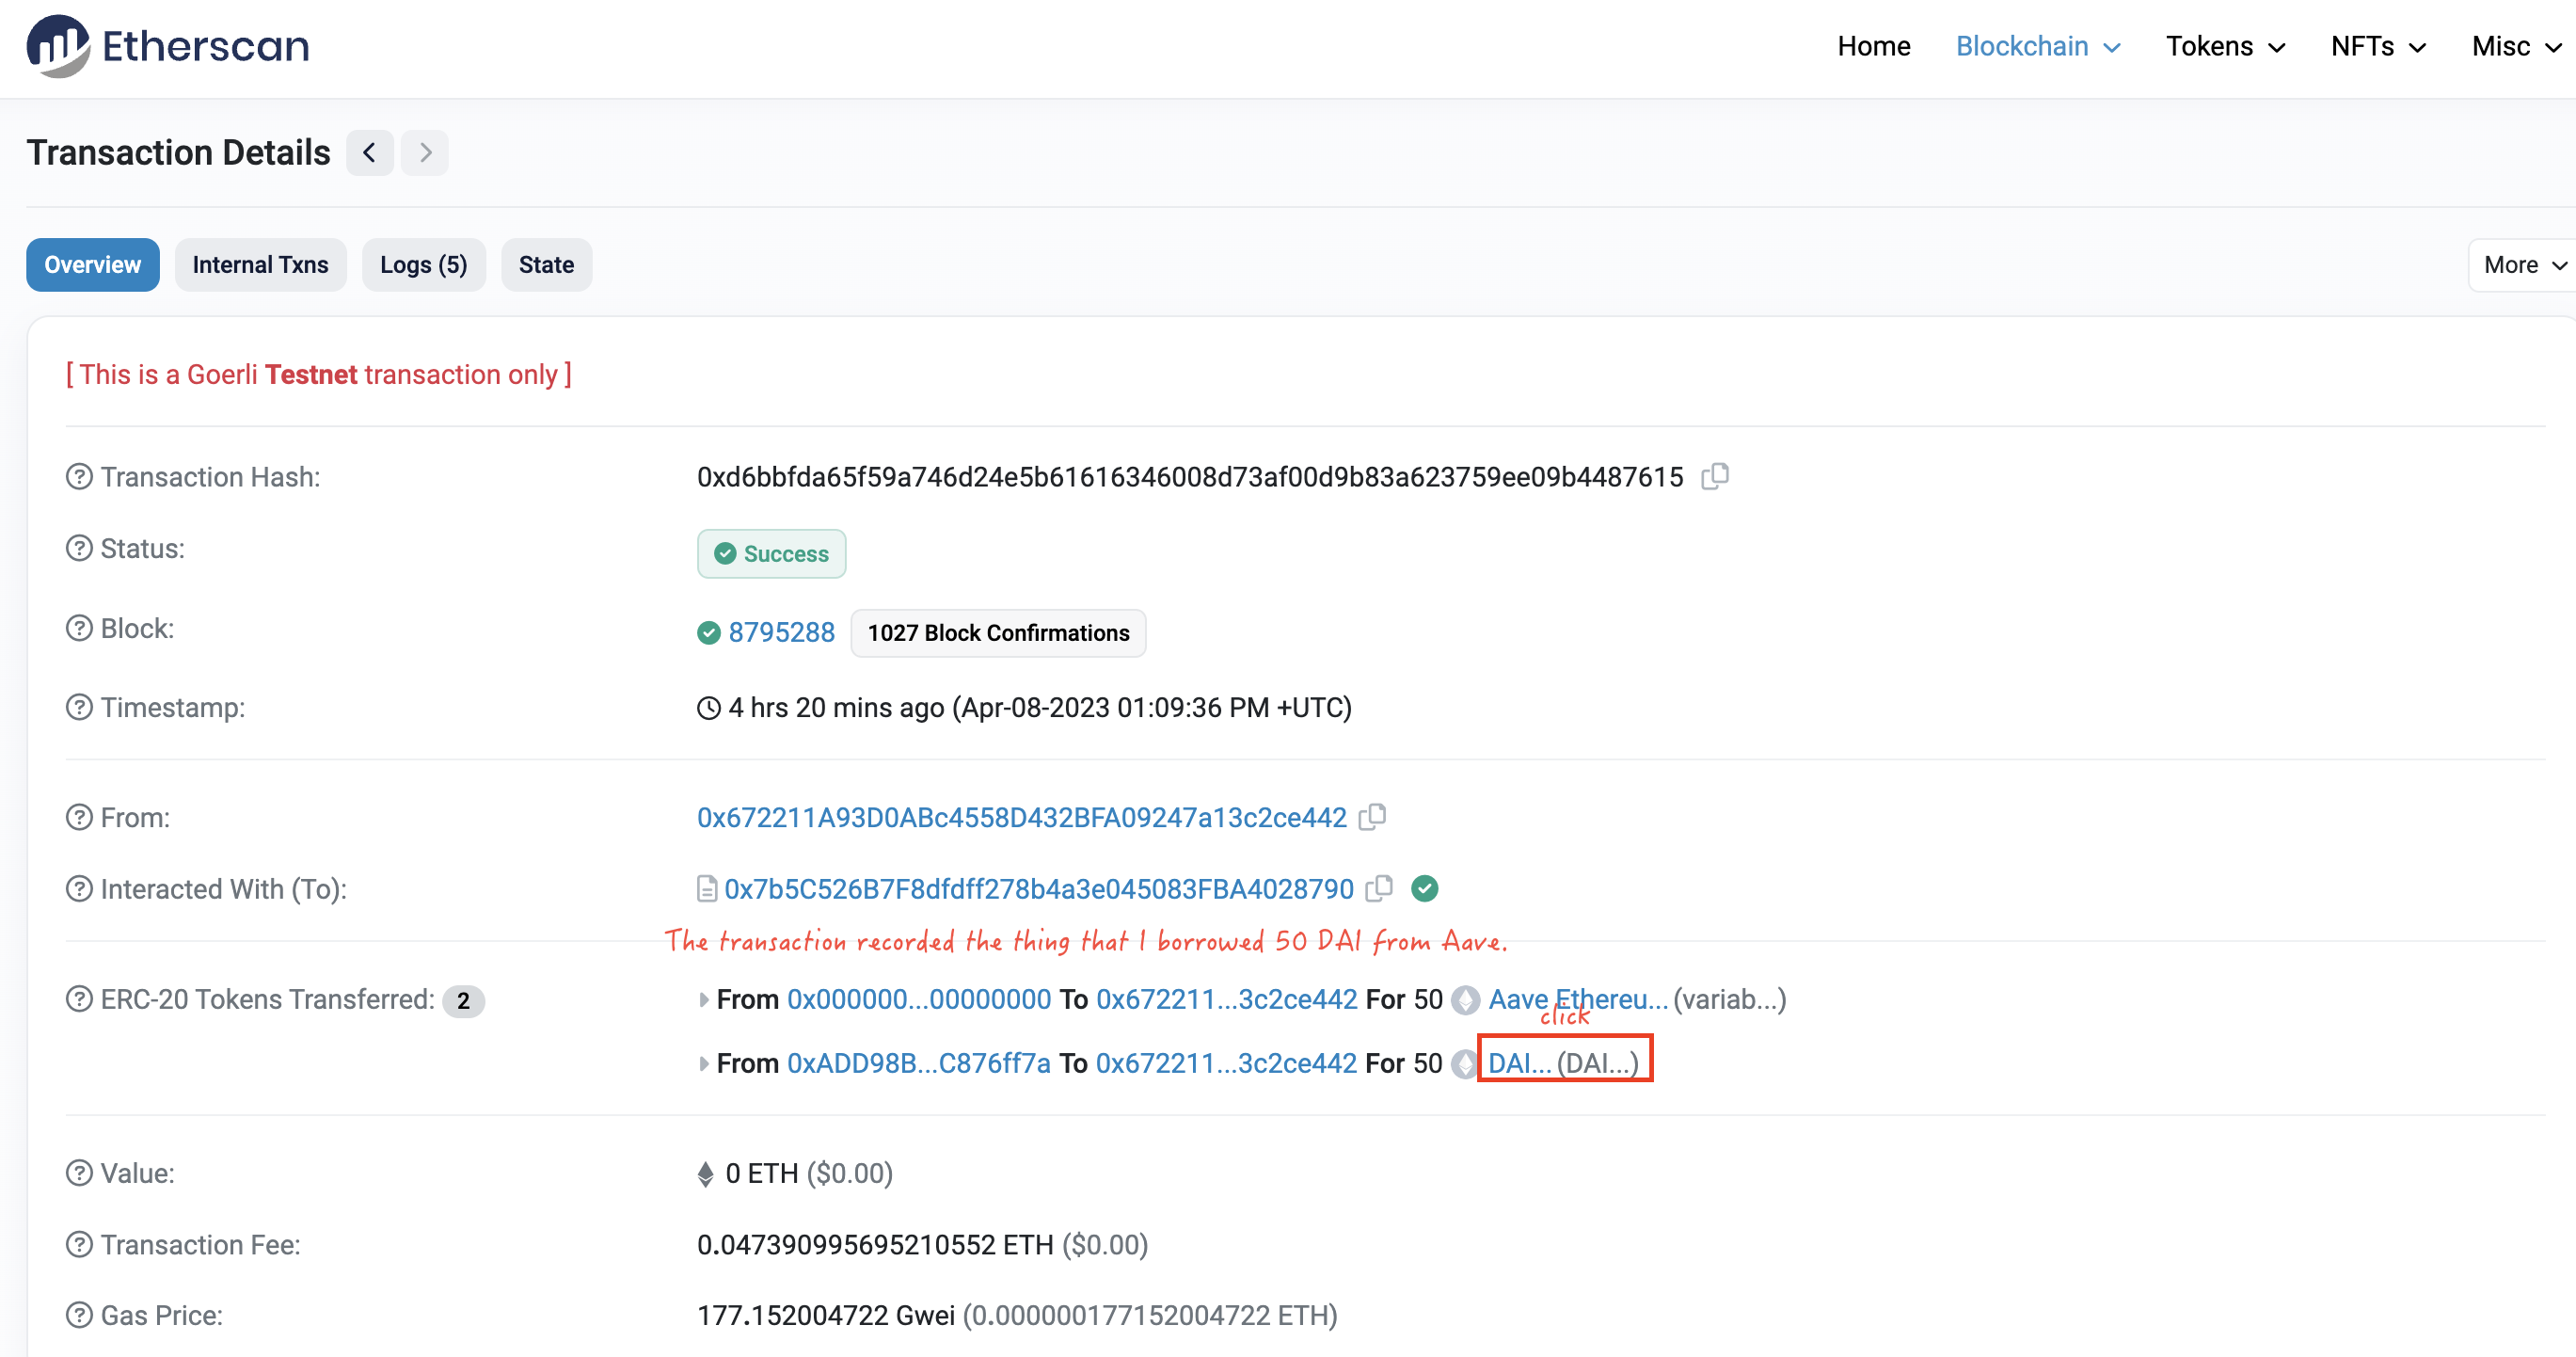 Etherscan
Home Blockchain Tokens NFTs Misc
Transaction Details
Overview Internal Txns Logs (5) State More
[ This is a Goerli Testnet transaction only ]
Transaction Hash: 0xd6bbfda65f59a746d24e5b61616346008d73af00d9b83a623759ee09b4487615
Status: Success
Block: 8795288 1027 Block Confirmations
Timestamp: 4 hrs 20 mins ago (Apr-08-2023 01:09:36 PM +UTC)
From: 0x672211A93D0ABc4558D432BFA09247a13c2ce442
Interacted With (To): 0x7b5C526B7F8dfdff278b4a3e045083FBA4028790
The transaction recorded the thing that I borrowed 50 DAI from Aave.
ERC-20 Tokens Transferred: 2 From 0x000000...00000000 To 0x672211...3c2ce442 For 50 Aave Ethereu... (variab...)
click
From 0xADD98B...C876ff7a To 0x672211...3c2ce442 For 50 DAI... (DAI...)
Value: 0 ETH ($0.00)
Transaction Fee: 0.047390995695210552 ETH ($0.00)
Gas Price: 177.152004722 Gwei (0.000000177152004722 ETH)